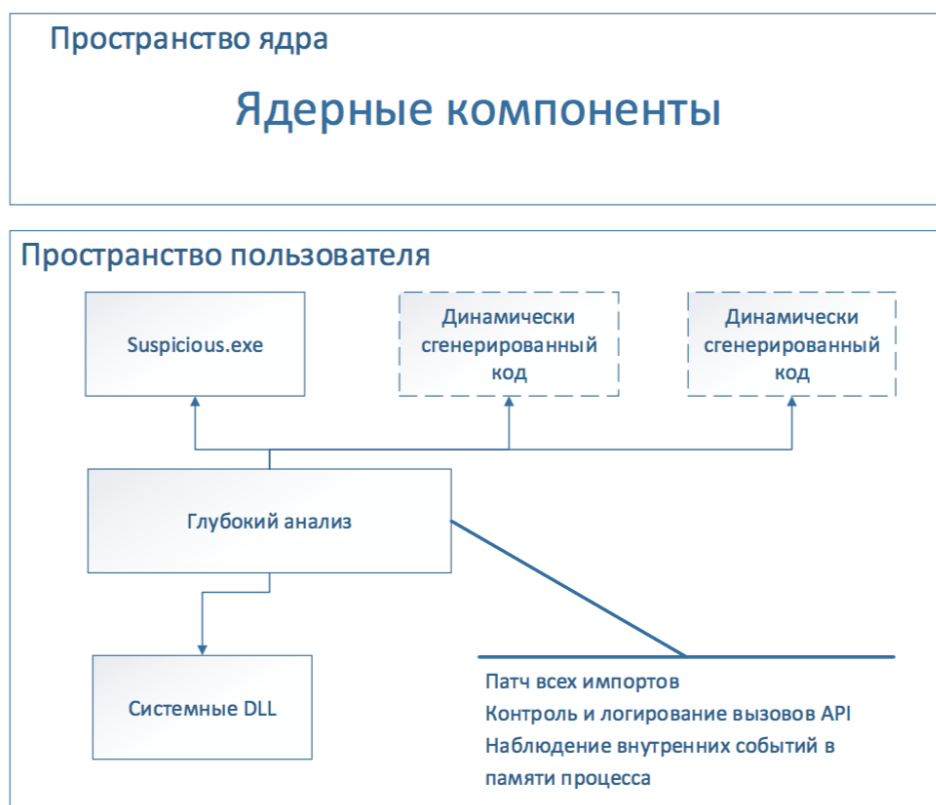 Пространство ядра
Ядерные компоненты
Пространство пользователя
Suspicious.exe
Динамически
сгенерированный
код
Динамически
сгенерированный
код
Глубокий анализ
Системные DLL
Патч всех импортов
Контроль и логирование вызовов API
Наблюдение внутренних событий в
памяти процесса